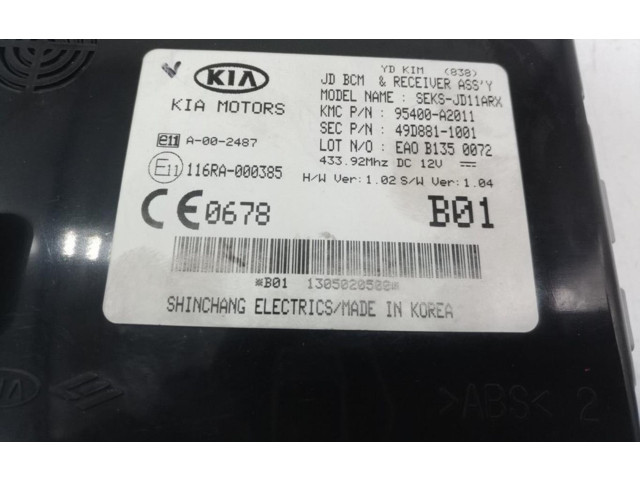 YD KIM (838)
KIA
KIA MOTORS
JD BCM & RECEIVER ASS'Y
MODEL NAME : SEKS-JD11ARX
KMC P/N : 95400-A2011
SEC P/N : 49D881-1001
LOT N/O : EAO B135 0072
433.92Mhz DC 12V
H/W Ver:1.02 S/W Ver:1.04
e11 A-00-2487
E11 116RA-000385
CE 0678
B01
*B01 1305020500*
SHINCHANG ELECTRICS/MADE IN KOREA
>ABS< 2